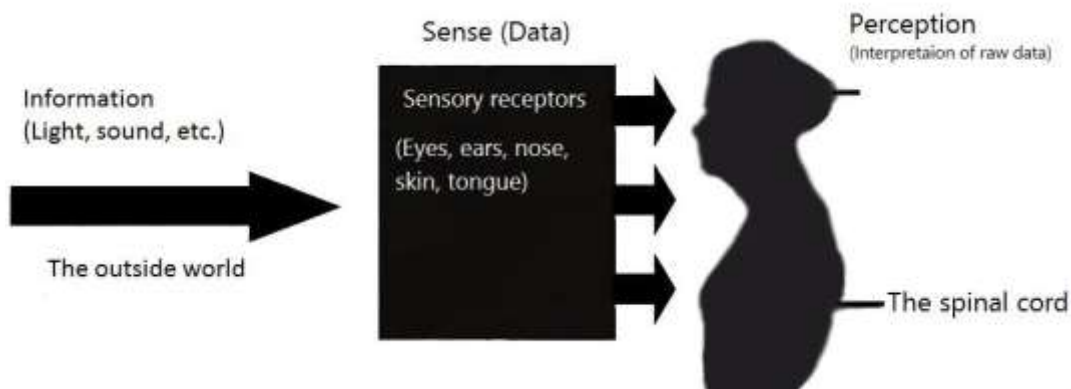 Information
(Light, sound, etc.)
The outside world
Sense (Data)
Sensory receptors
(Eyes, ears, nose,
skin, tongue)
Perception
(Interpretaion of raw data)
The spinal cord